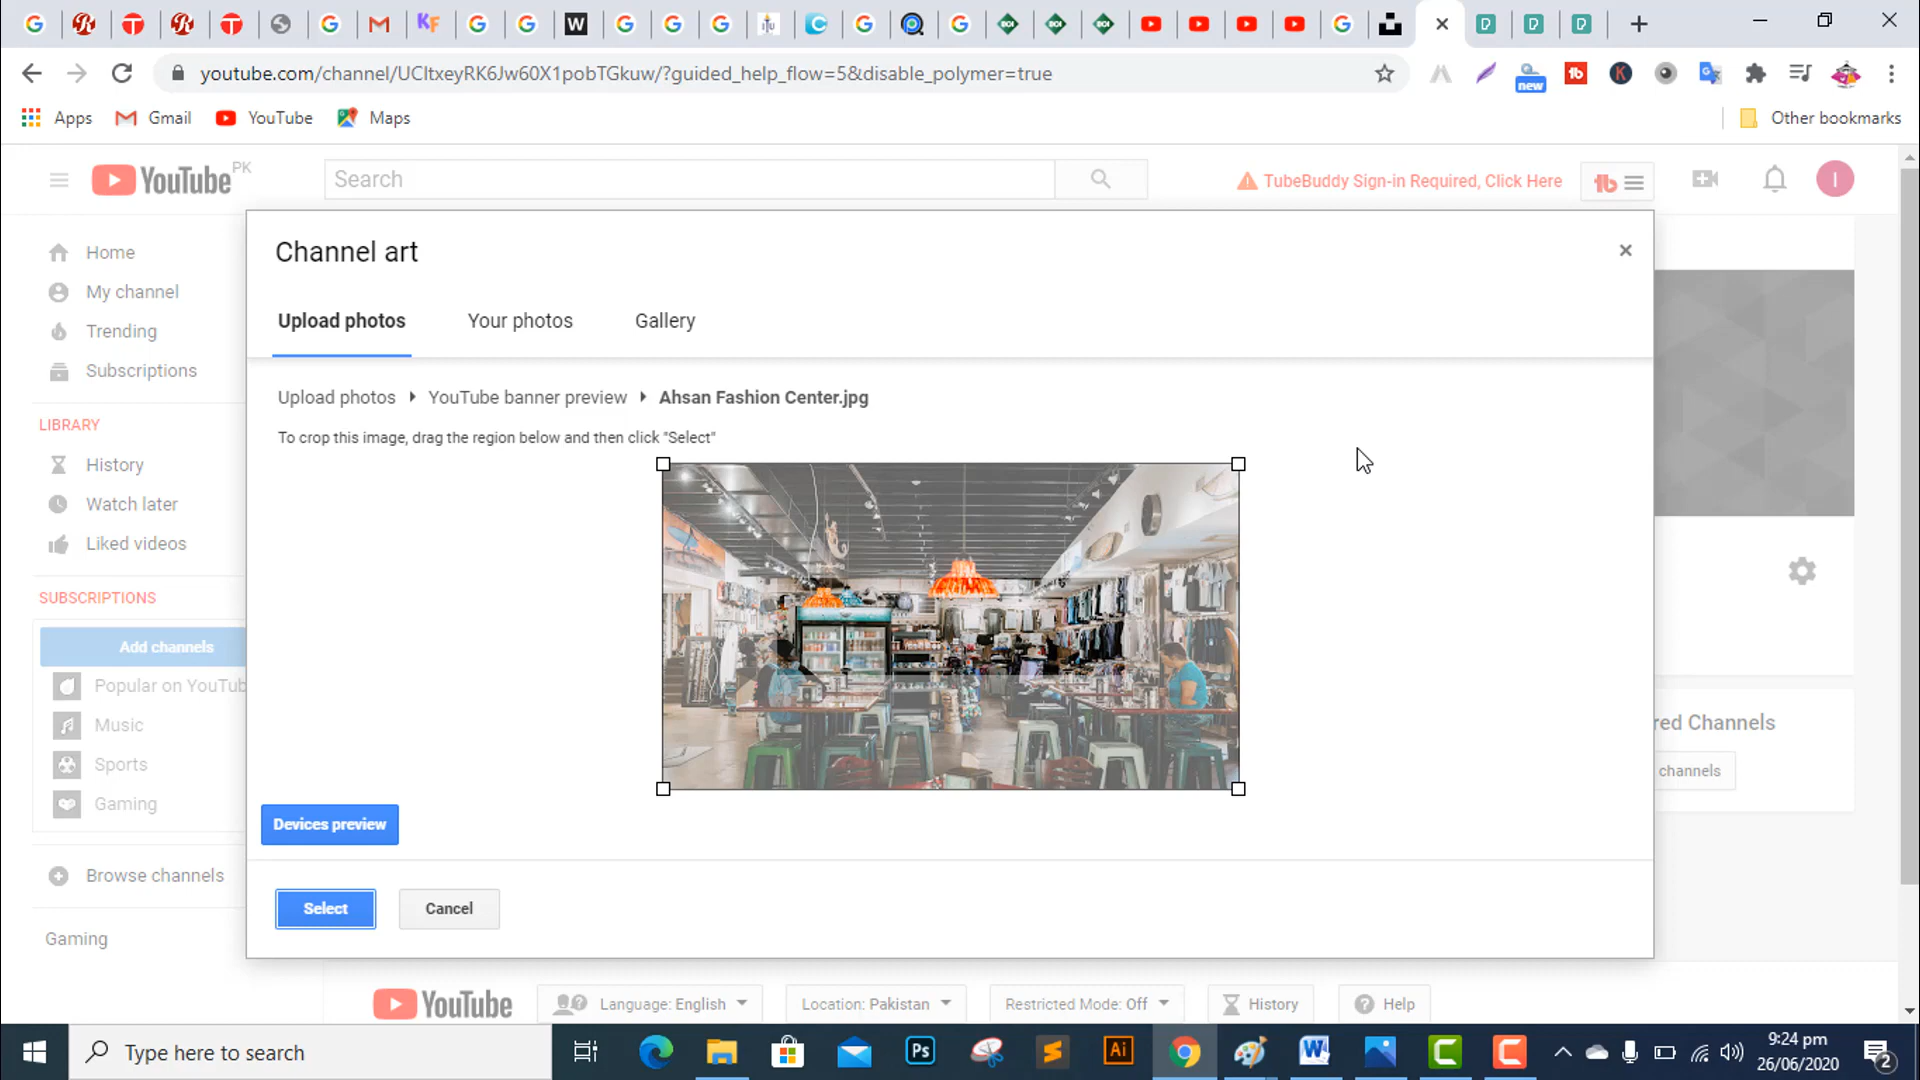 youtube.com/channel/UCItxeyRK6Jw60X1pobTGkuw/?guided_help_flow=5&disable_polymer=true
new
Apps
Gmail
YouTube
Maps
Other bookmarks
YouTube PK
Search
TubeBuddy Sign-in Required, Click Here
Home
My channel
Trending
Subscriptions
LIBRARY
History
Watch later
Liked videos
SUBSCRIPTIONS
Add channels
Popular on YouTub
Music
Sports
Gaming
Browse channels
Gaming
Channel art
Upload photos
Your photos
Gallery
Upload photos YouTube banner preview Ahsan Fashion Center.jpg
To crop this image, drag the region below and then click "Select"
Devices preview
Select
Cancel
red Channels
channels
YouTube
Language: English
Location: Pakistan
Restricted Mode: Off
History
Help
Type here to search
Ps
Ai
9:24 pm
26/06/2020
2